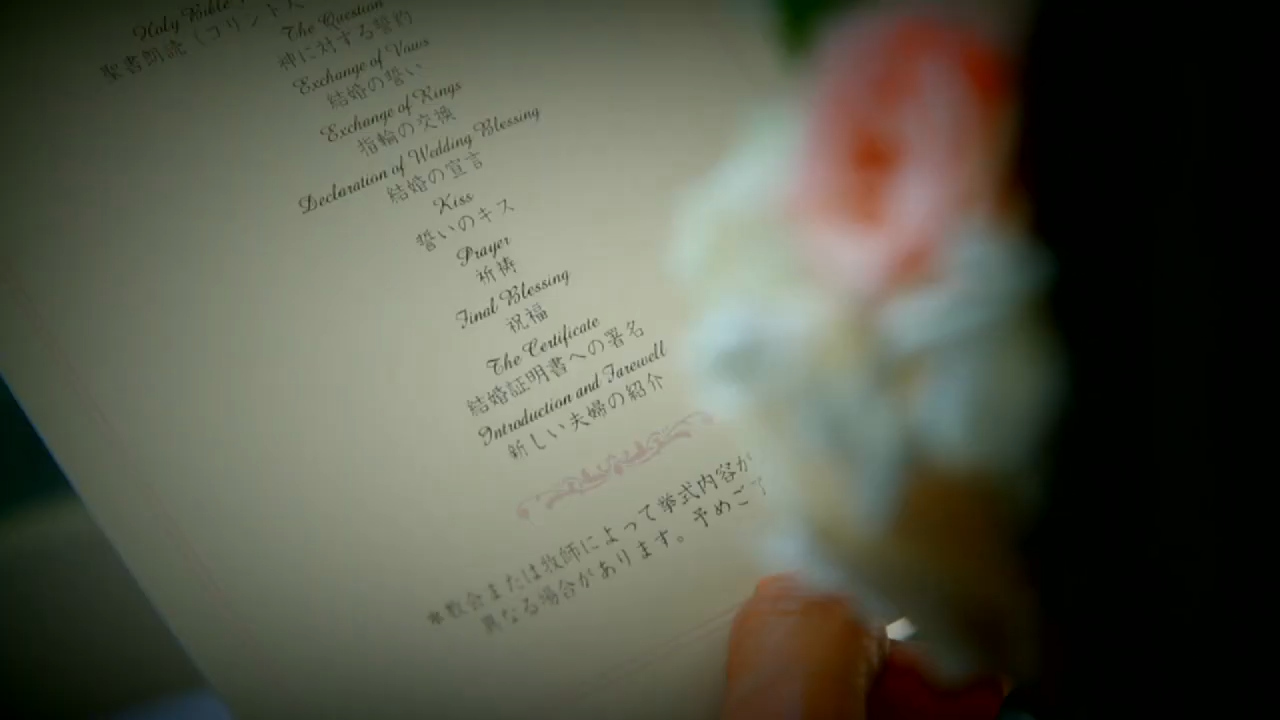 Holy Bible
聖書朗読（コリント人
The Question
神に対する誓約
Exchange of Vows
結婚の誓い
Exchange of Rings
指輪の交換
Declaration of Wedding Blessing
結婚の宣言
Kiss
誓いのキス
Prayer
祈祷
Final Blessing
祝福
The Certificate
結婚証明書への署名
Introduction and Farewell
新しい夫婦の紹介
※教会または牧師によって挙式内容が
異なる場合があります。予めご了